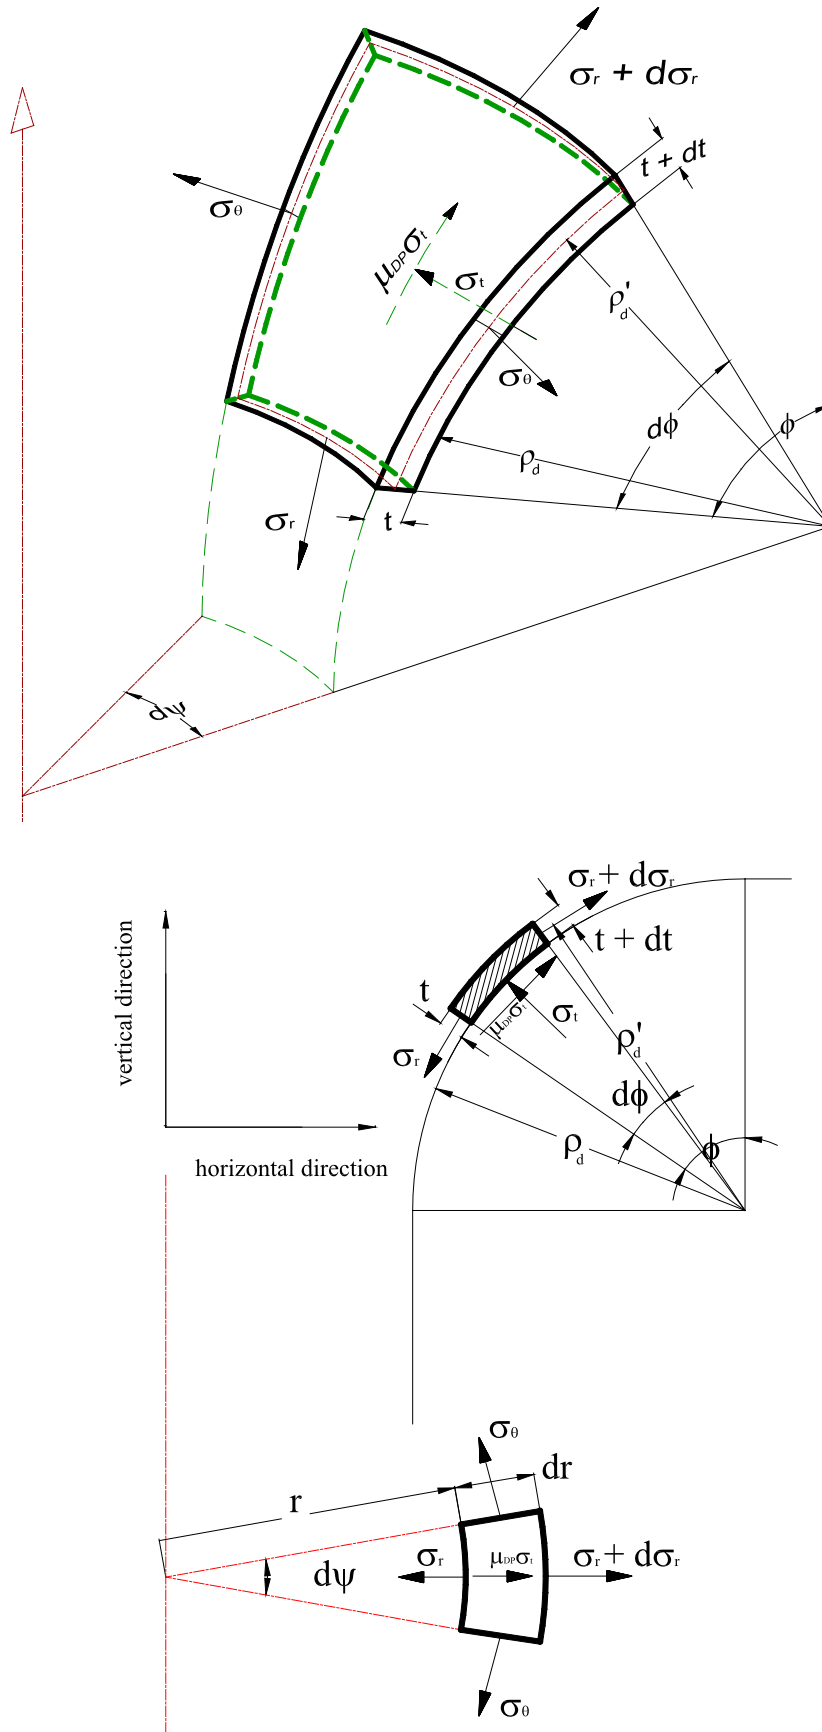 σr + dσr
t + dt
σθ
μDPσt
σt
ρd'
σθ
dϕ
ϕ
ρd
σr
t
dψ
σr + dσr
t + dt
t
μDPσt
σt
σr
ρd'
dϕ
ϕ
ρd
vertical direction
horizontal direction
σθ
dr
r
σr
μDPσt
σr + dσr
dψ
σθ